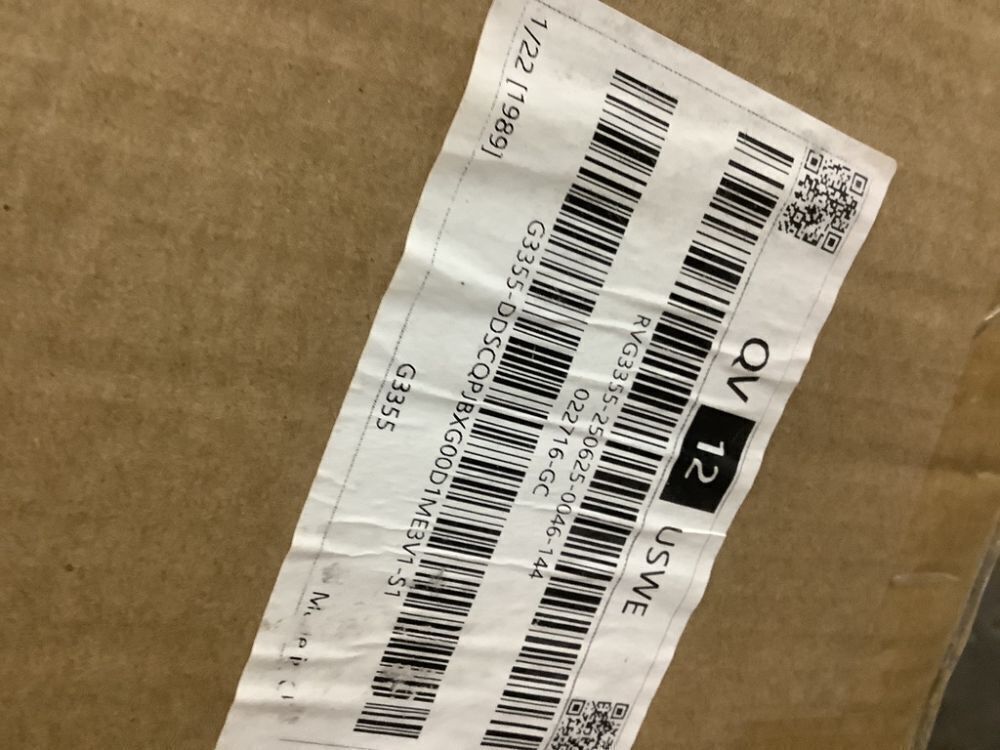 QV 12 USWE
RVG3355-250625-0046-144
022716-GC
G3355-DDSCQPJBXG00D1ME3V1-S1
1/22 [1989]
G3355